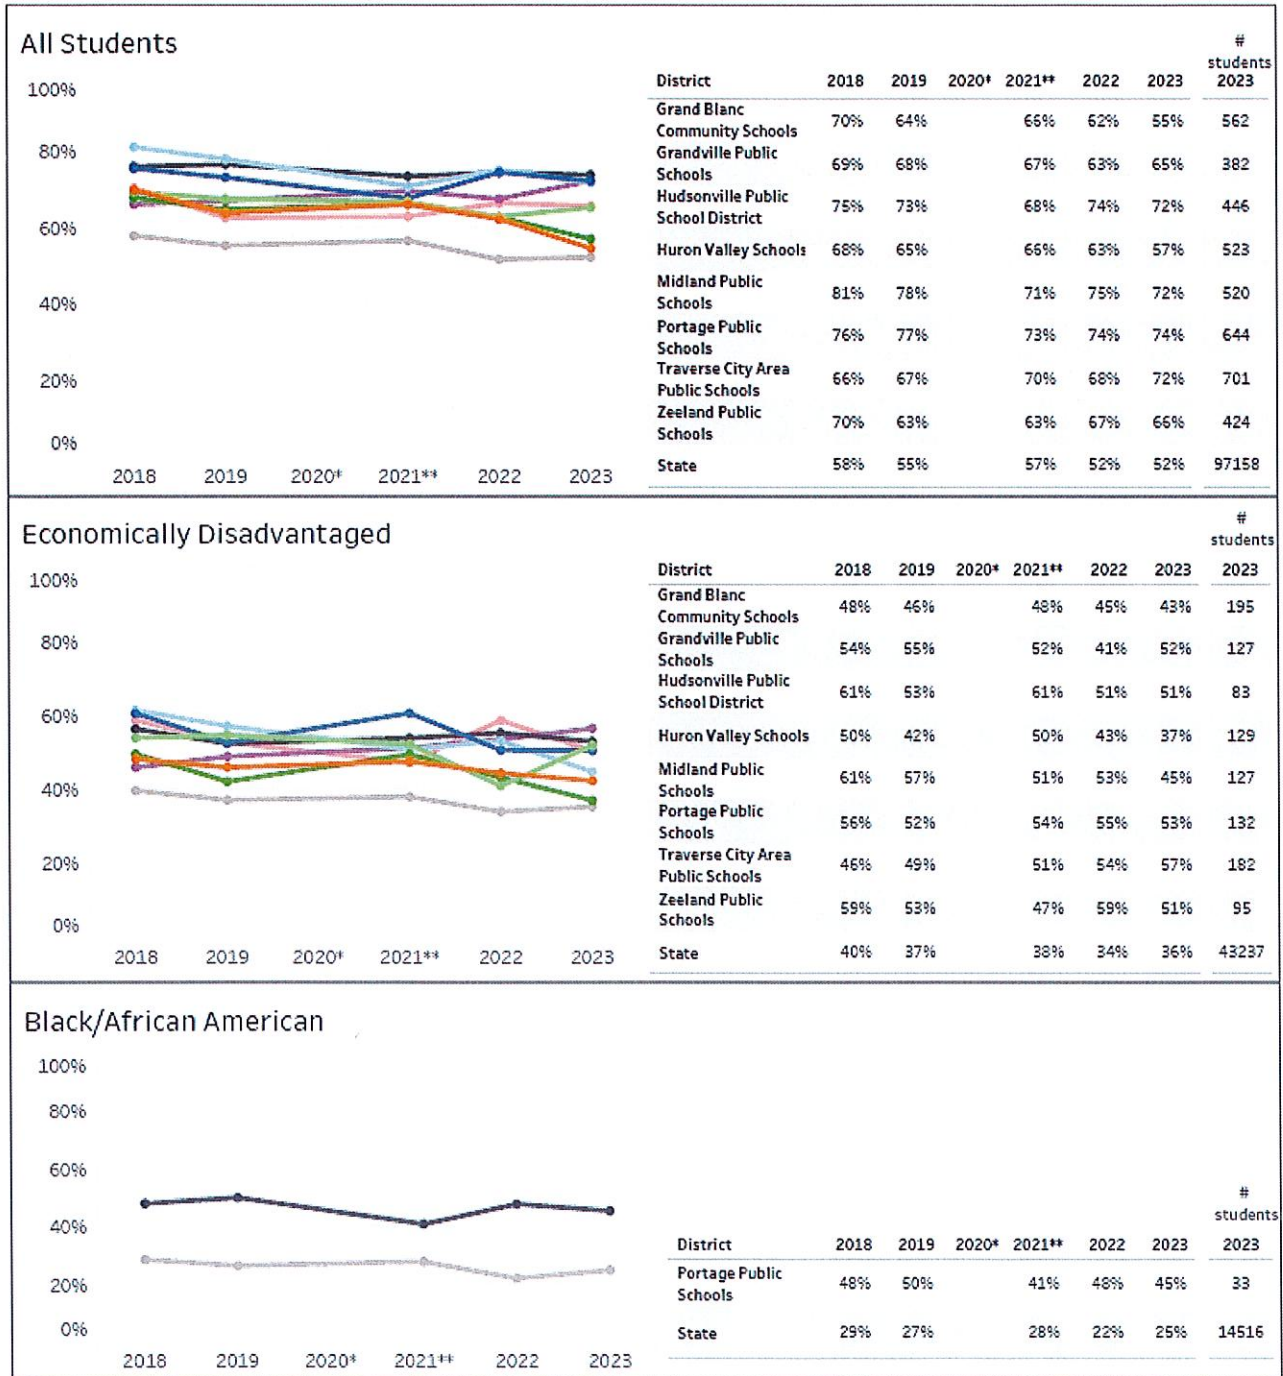 All Students
100%
80%
60%
40%
20%
0%
2018 2019 2020* 2021** 2022 2023
#
students
District 2018 2019 2020* 2021** 2022 2023 2023
Grand Blanc
Community Schools 70% 64% 66% 62% 55% 562
Grandville Public
Schools 69% 68% 67% 63% 65% 382
Hudsonville Public
School District 75% 73% 68% 74% 72% 446
Huron Valley Schools 68% 65% 66% 63% 57% 523
Midland Public
Schools 81% 78% 71% 75% 72% 520
Portage Public
Schools 76% 77% 73% 74% 74% 644
Traverse City Area
Public Schools 66% 67% 70% 68% 72% 701
Zeeland Public
Schools 70% 63% 63% 67% 66% 424
State 58% 55% 57% 52% 52% 97158
Economically Disadvantaged
100%
80%
60%
40%
20%
0%
2018 2019 2020* 2021** 2022 2023
#
students
District 2018 2019 2020* 2021** 2022 2023 2023
Grand Blanc
Community Schools 48% 46% 48% 45% 43% 195
Grandville Public
Schools 54% 55% 52% 41% 52% 127
Hudsonville Public
School District 61% 53% 61% 51% 51% 83
Huron Valley Schools 50% 42% 50% 43% 37% 129
Midland Public
Schools 61% 57% 51% 53% 45% 127
Portage Public
Schools 56% 52% 54% 55% 53% 132
Traverse City Area
Public Schools 46% 49% 51% 54% 57% 182
Zeeland Public
Schools 59% 53% 47% 59% 51% 95
State 40% 37% 38% 34% 36% 43237
Black/African American
100%
80%
60%
40%
20%
0%
2018 2019 2020* 2021** 2022 2023
#
students
District 2018 2019 2020* 2021** 2022 2023 2023
Portage Public
Schools 48% 50% 41% 48% 45% 33
State 29% 27% 28% 22% 25% 14516